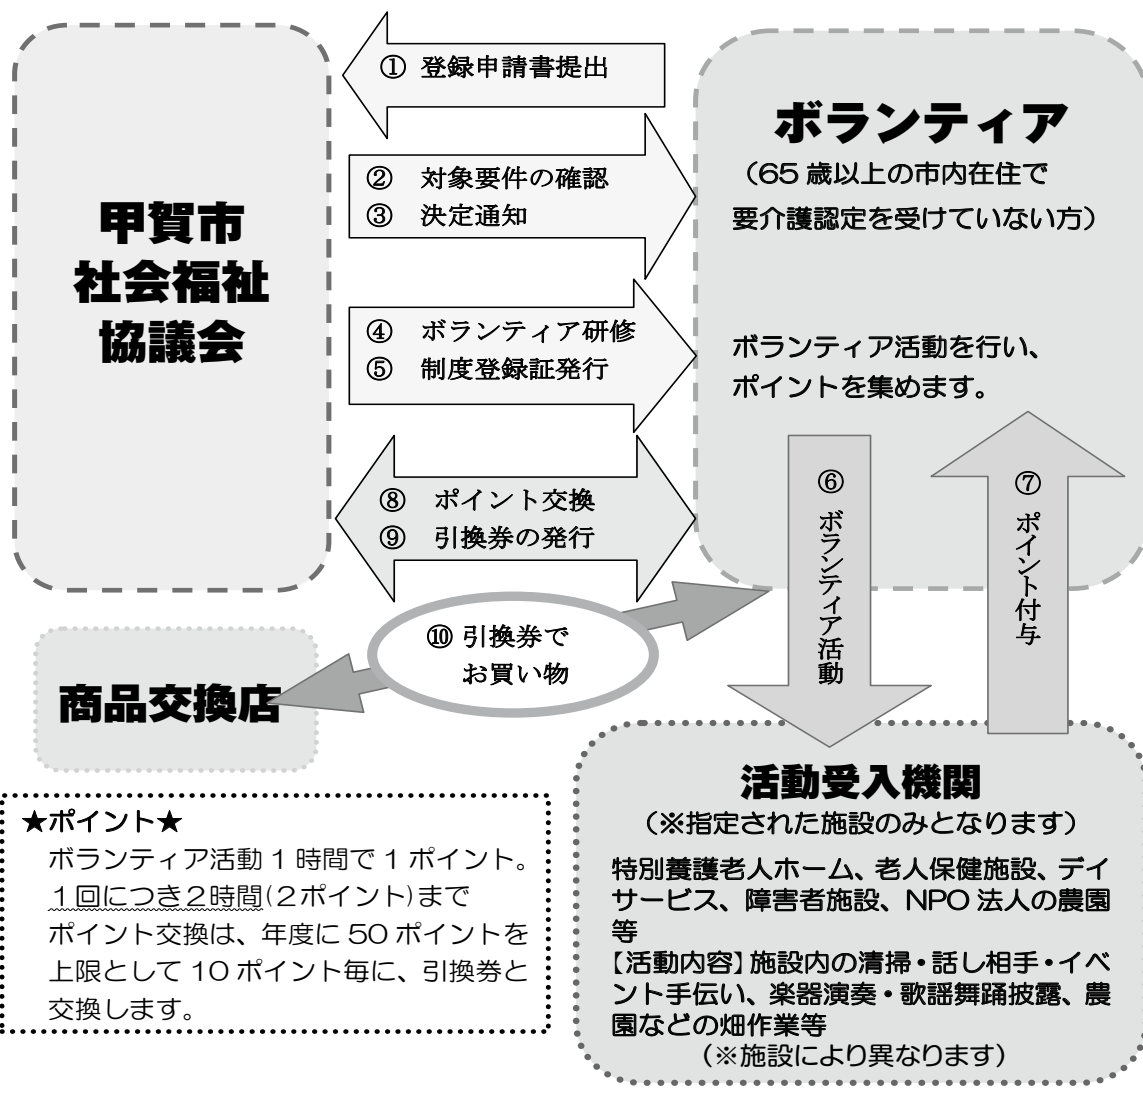 甲賀市
社会福祉
協議会
① 登録申請書提出
② 対象要件の確認
③ 決定通知
④ ボランティア研修
⑤ 制度登録証発行
⑧ ポイント交換
⑨ 引換券の発行
ボランティア
(65歳以上の市内在住で
要介護認定を受けていない方)
ボランティア活動を行い、
ポイントを集めます。
⑥ ボランティア活動
⑦ ポイント付与
⑩ 引換券で
お買い物
商品交換店
活動受入機関
(※指定された施設のみとなります)
特別養護老人ホーム、老人保健施設、デイ
サービス、障害者施設、NPO法人の農園
等
【活動内容】施設内の清掃・話し相手・イベ
ント手伝い、楽器演奏・歌謡舞踊披露、農
園などの畑作業等
(※施設により異なります)
★ポイント★
ボランティア活動1時間で1ポイント。
1回につき2時間(2ポイント)まで
ポイント交換は、年度に50ポイントを
上限として10ポイント毎に、引換券と
交換します。